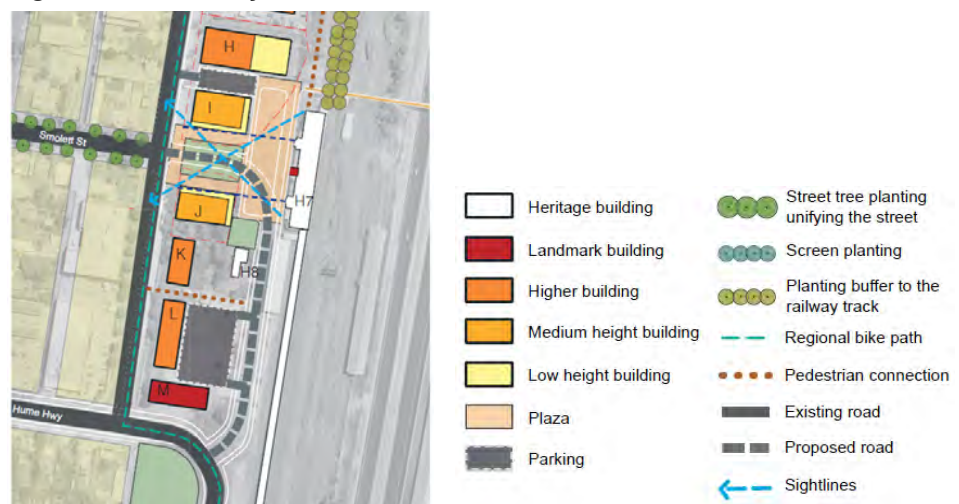 H
I
Smolett St
H7
J
K
H8
L
M
Hume Hwy
Heritage building
Landmark building
Higher building
Medium height building
Low height building
Plaza
Parking
Street tree planting
unifying the street
Screen planting
Planting buffer to the
railway track
Regional bike path
Pedestrian connection
Existing road
Proposed road
Sightlines